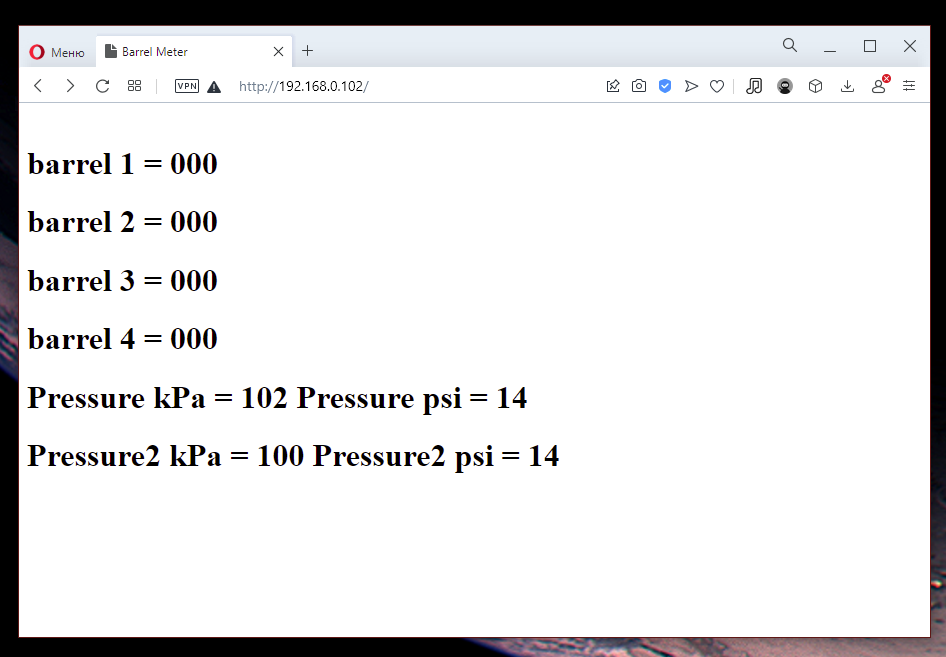 Меню
Barrel Meter
VPN
http://192.168.0.102/
barrel 1 = 000
barrel 2 = 000
barrel 3 = 000
barrel 4 = 000
Pressure kPa = 102 Pressure psi = 14
Pressure2 kPa = 100 Pressure2 psi = 14